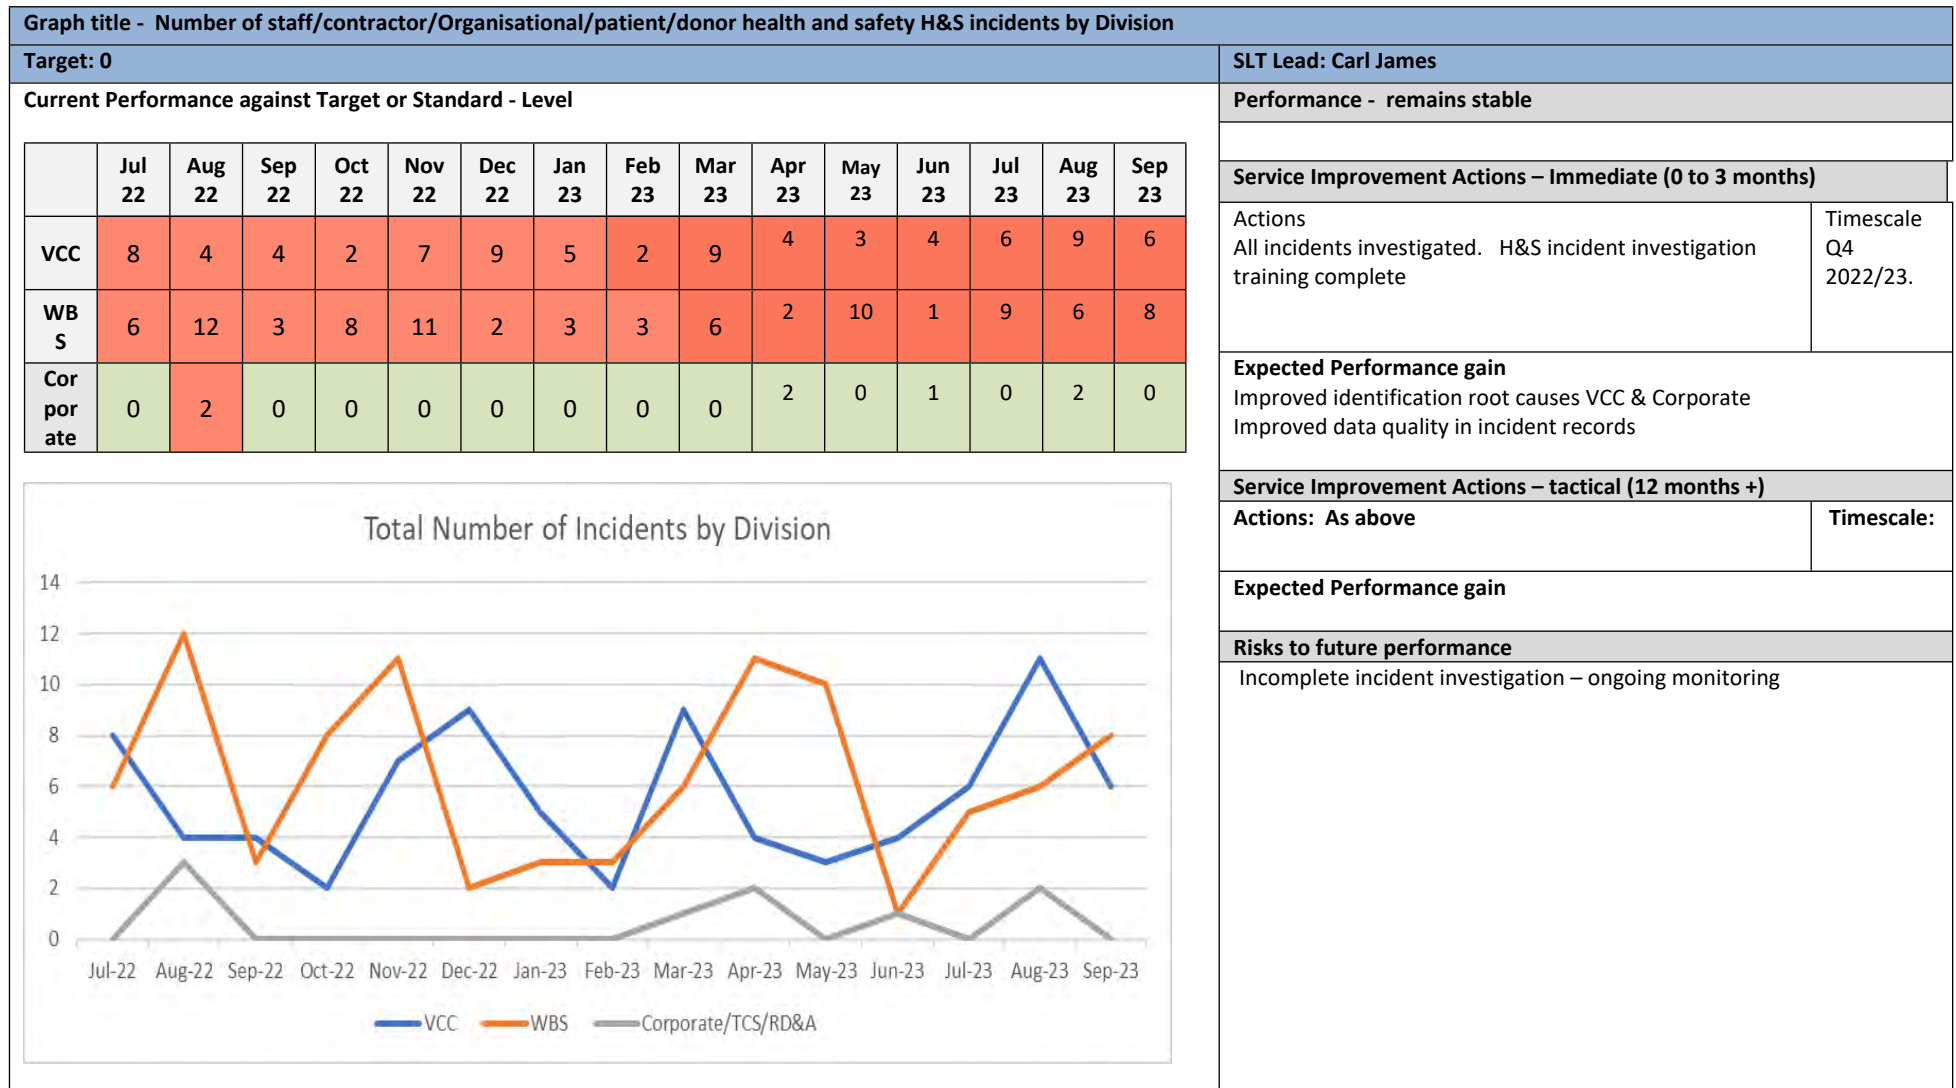 Graph title - Number of staff/contractor/Organisational/patient/donor health and safety H&S incidents by Division
Target: 0
SLT Lead: Carl James
Current Performance against Target or Standard - Level
Jul 22 Aug 22 Sep 22 Oct 22 Nov 22 Dec 22 Jan 23 Feb 23 Mar 23 Apr 23 May 23 Jun 23 Jul 23 Aug 23 Sep 23
VCC 8 4 4 2 7 9 5 2 9 4 3 4 6 9 6
WB
S 6 12 3 8 11 2 3 3 6 2 10 1 9 6 8
Cor
por
ate 0 2 0 0 0 0 0 0 0 2 0 1 0 2 0
Total Number of Incidents by Division
14
12
10
8
6
4
2
0
Jul-22 Aug-22 Sep-22 Oct-22 Nov-22 Dec-22 Jan-23 Feb-23 Mar-23 Apr-23 May-23 Jun-23 Jul-23 Aug-23 Sep-23
VCC WBS Corporate/TCS/RD&A
Performance - remains stable
Service Improvement Actions – Immediate (0 to 3 months)
Actions
All incidents investigated. H&S incident investigation
training complete
Timescale
Q4
2022/23.
Expected Performance gain
Improved identification root causes VCC & Corporate
Improved data quality in incident records
Service Improvement Actions – tactical (12 months +)
Actions: As above
Timescale:
Expected Performance gain
Risks to future performance
Incomplete incident investigation – ongoing monitoring